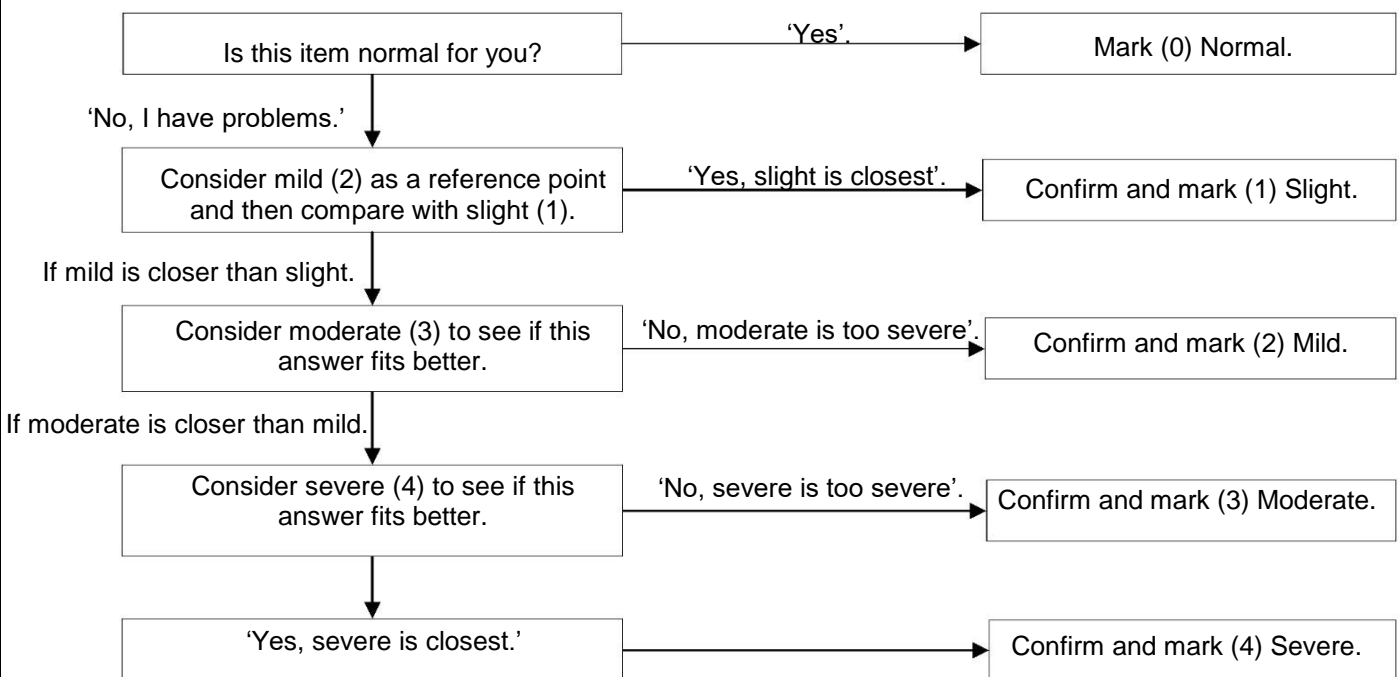 Is this item normal for you?
‘Yes’.
Mark (0) Normal.
‘No, I have problems.’
Consider mild (2) as a reference point
and then compare with slight (1).
‘Yes, slight is closest’.
Confirm and mark (1) Slight.
If mild is closer than slight.
Consider moderate (3) to see if this
answer fits better.
‘No, moderate is too severe’.
Confirm and mark (2) Mild.
If moderate is closer than mild.
Consider severe (4) to see if this
answer fits better.
‘No, severe is too severe’.
Confirm and mark (3) Moderate.
‘Yes, severe is closest.’
Confirm and mark (4) Severe.